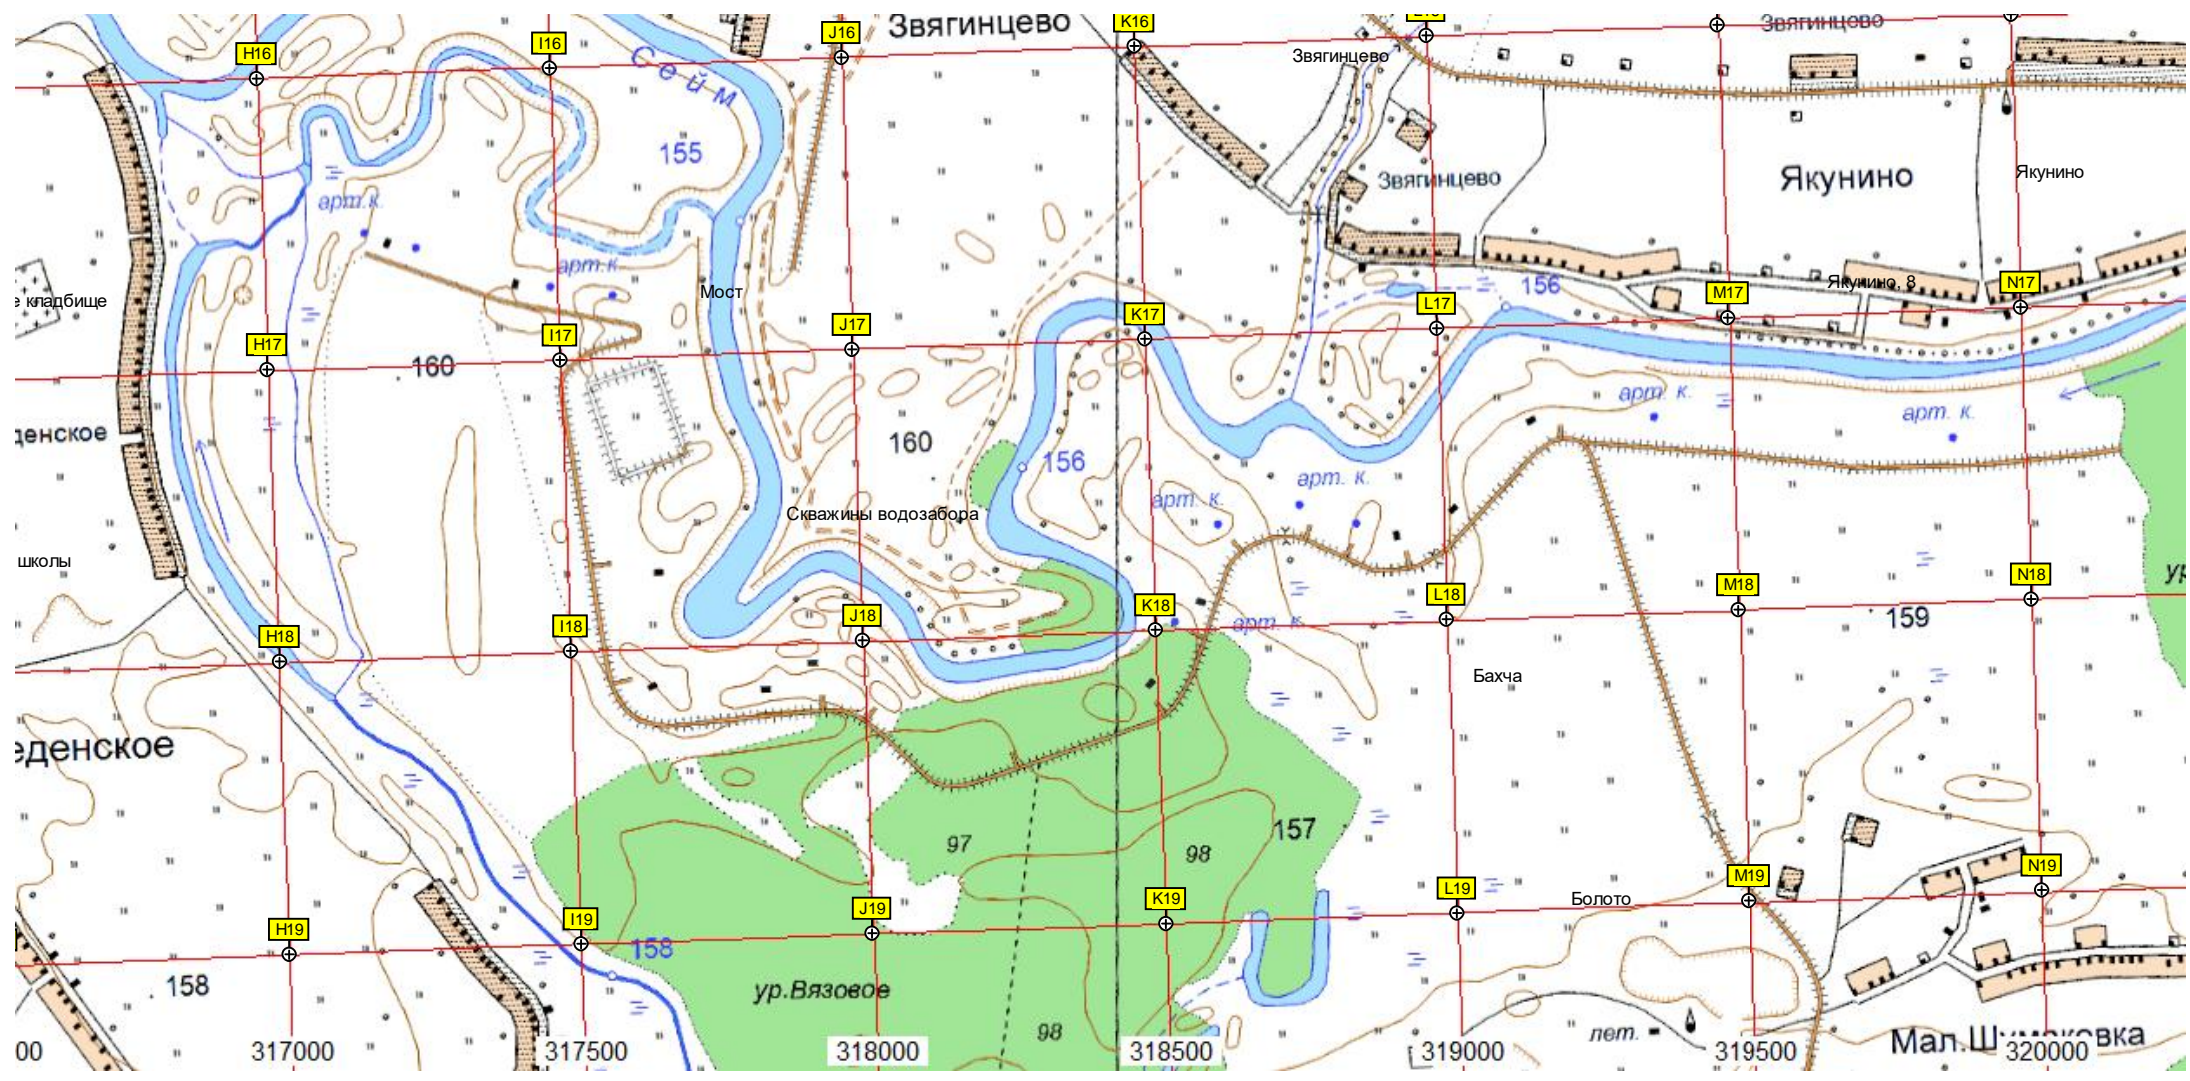 Звягинцево
K16
Звягинцево
H16
I16
J16
Сейм
Звягинцево
155
Звягинцево
Якунино
Якунино
арт.к.
арт.к.
Мост
156
Якунино, 8
N17
M17
L17
K17
J17
I17
H17
е кладбище
160
арт. к.
арт. к.
денское
160
156
арт. к.
арт. к.
Скважины водозабора
школы
N18
M18
L18
K18
J18
I18
H18
159
арт. к.
Бахча
еденское
97
98
157
N19
M19
L19
K19
J19
I19
H19
Болото
158
158
ур.Вязовое
98
лет.
Мал.Шумаковка
00
317000
317500
318000
318500
319000
319500
320000